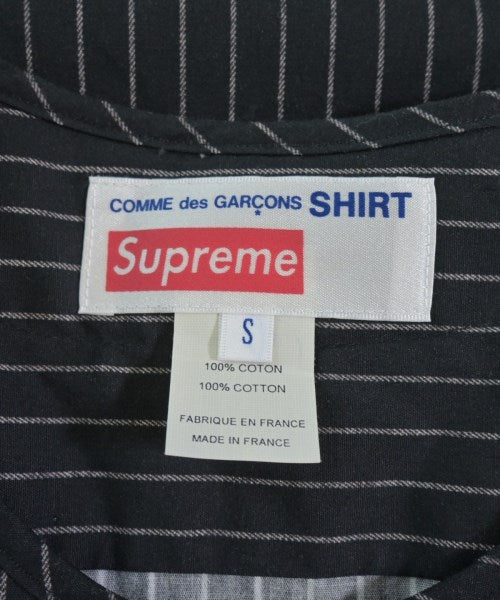 COMME des GARÇONS SHIRT
Supreme
S
100% COTON
100% COTTON
FABRIQUE EN FRANCE
MADE IN FRANCE